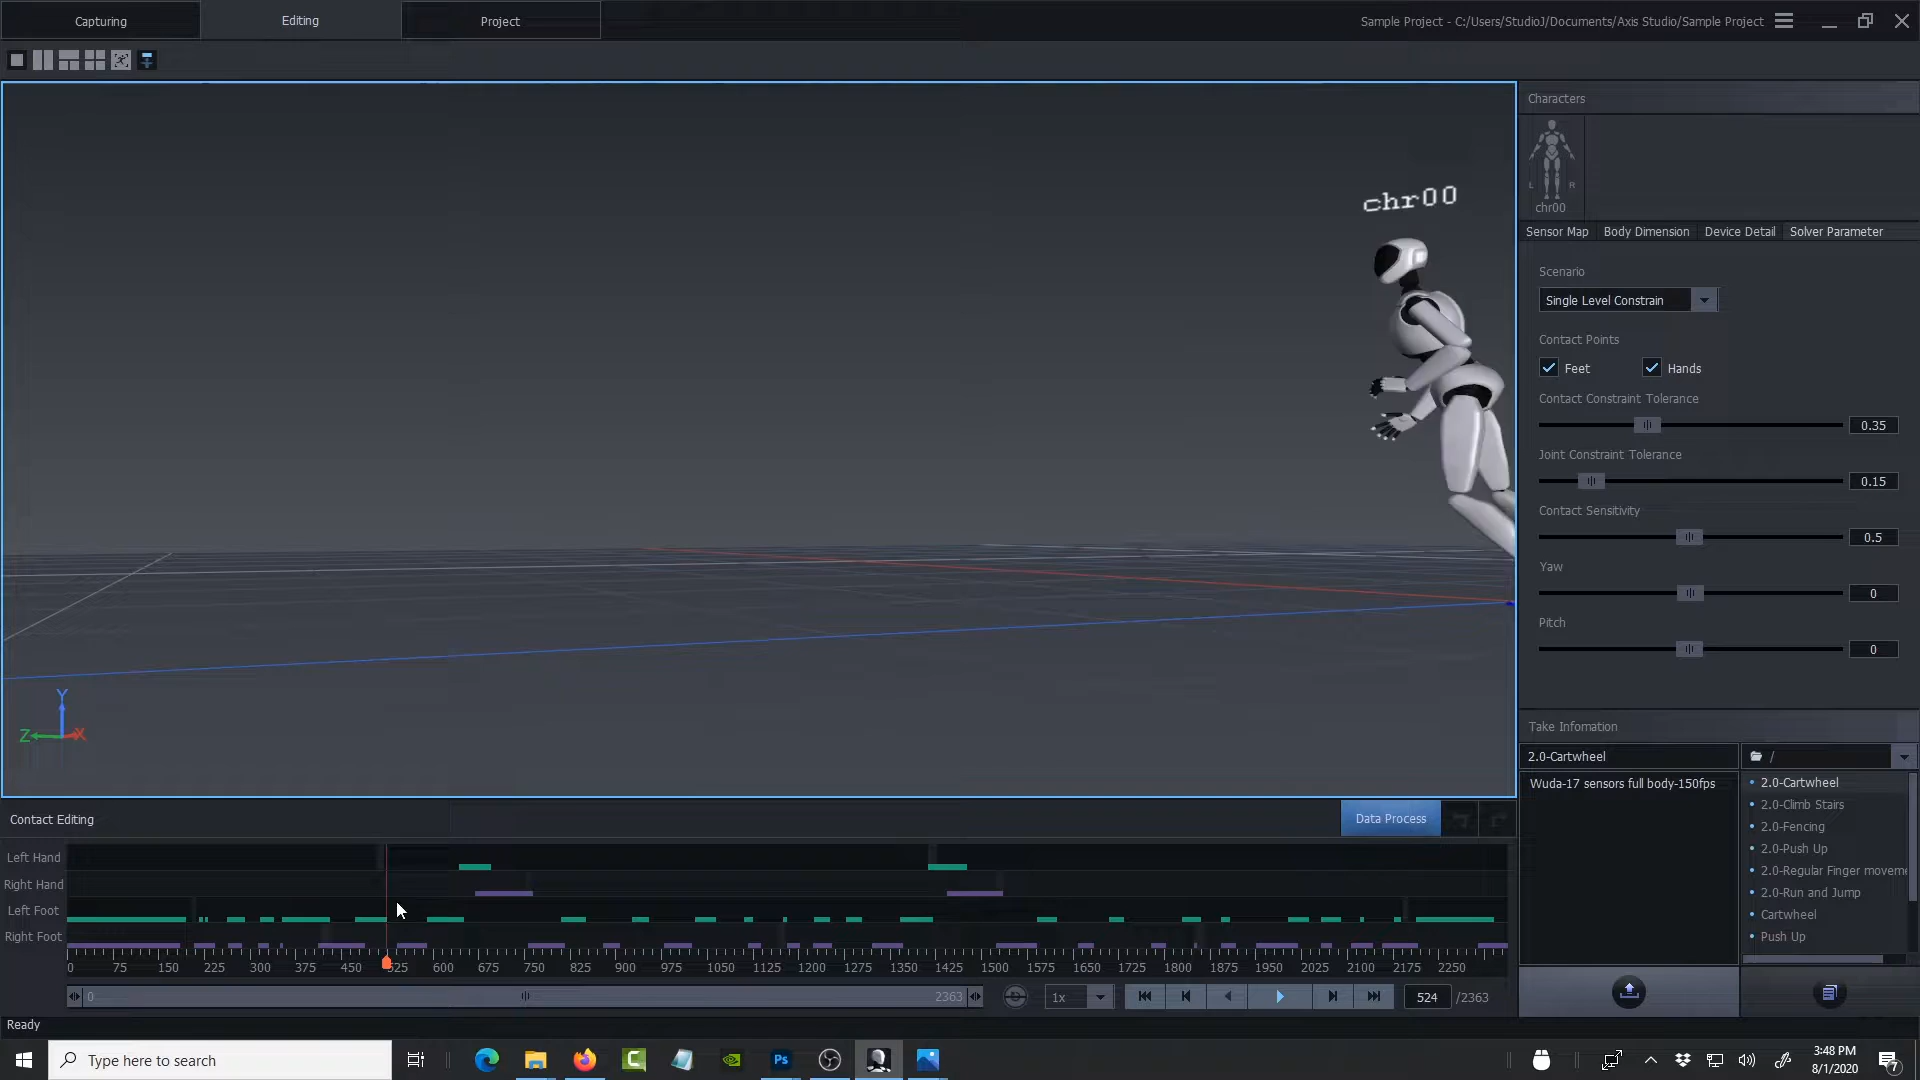 Capturing
Editing
Project
Sample Project - C:/Users/StudioJ/Documents/Axis Studio/Sample Project
chr00
Characters
L R
chr00
Sensor Map Body Dimension Device Detail Solver Parameter
Scenario
Single Level Constrain
Contact Points
Feet Hands
Contact Constraint Tolerance
0.35
Joint Constraint Tolerance
0.15
Contact Sensitivity
0.5
Yaw
0
Pitch
0
Y
Z X
Take Infomation
2.0-Cartwheel /
Wuda-17 sensors full body-150fps
2.0-Cartwheel
2.0-Climb Stairs
2.0-Fencing
2.0-Push Up
2.0-Regular Finger moveme
2.0-Run and Jump
Cartwheel
Push Up
Contact Editing
Data Process
Left Hand
Right Hand
Left Foot
Right Foot
0 75 150 225 300 375 450 525 600 675 750 825 900 975 1050 1125 1200 1275 1350 1425 1500 1575 1650 1725 1800 1875 1950 2025 2100 2175 2250
0 2363
1x
524 /2363
Ready
Type here to search
Ps
3:48 PM
8/1/2020
7